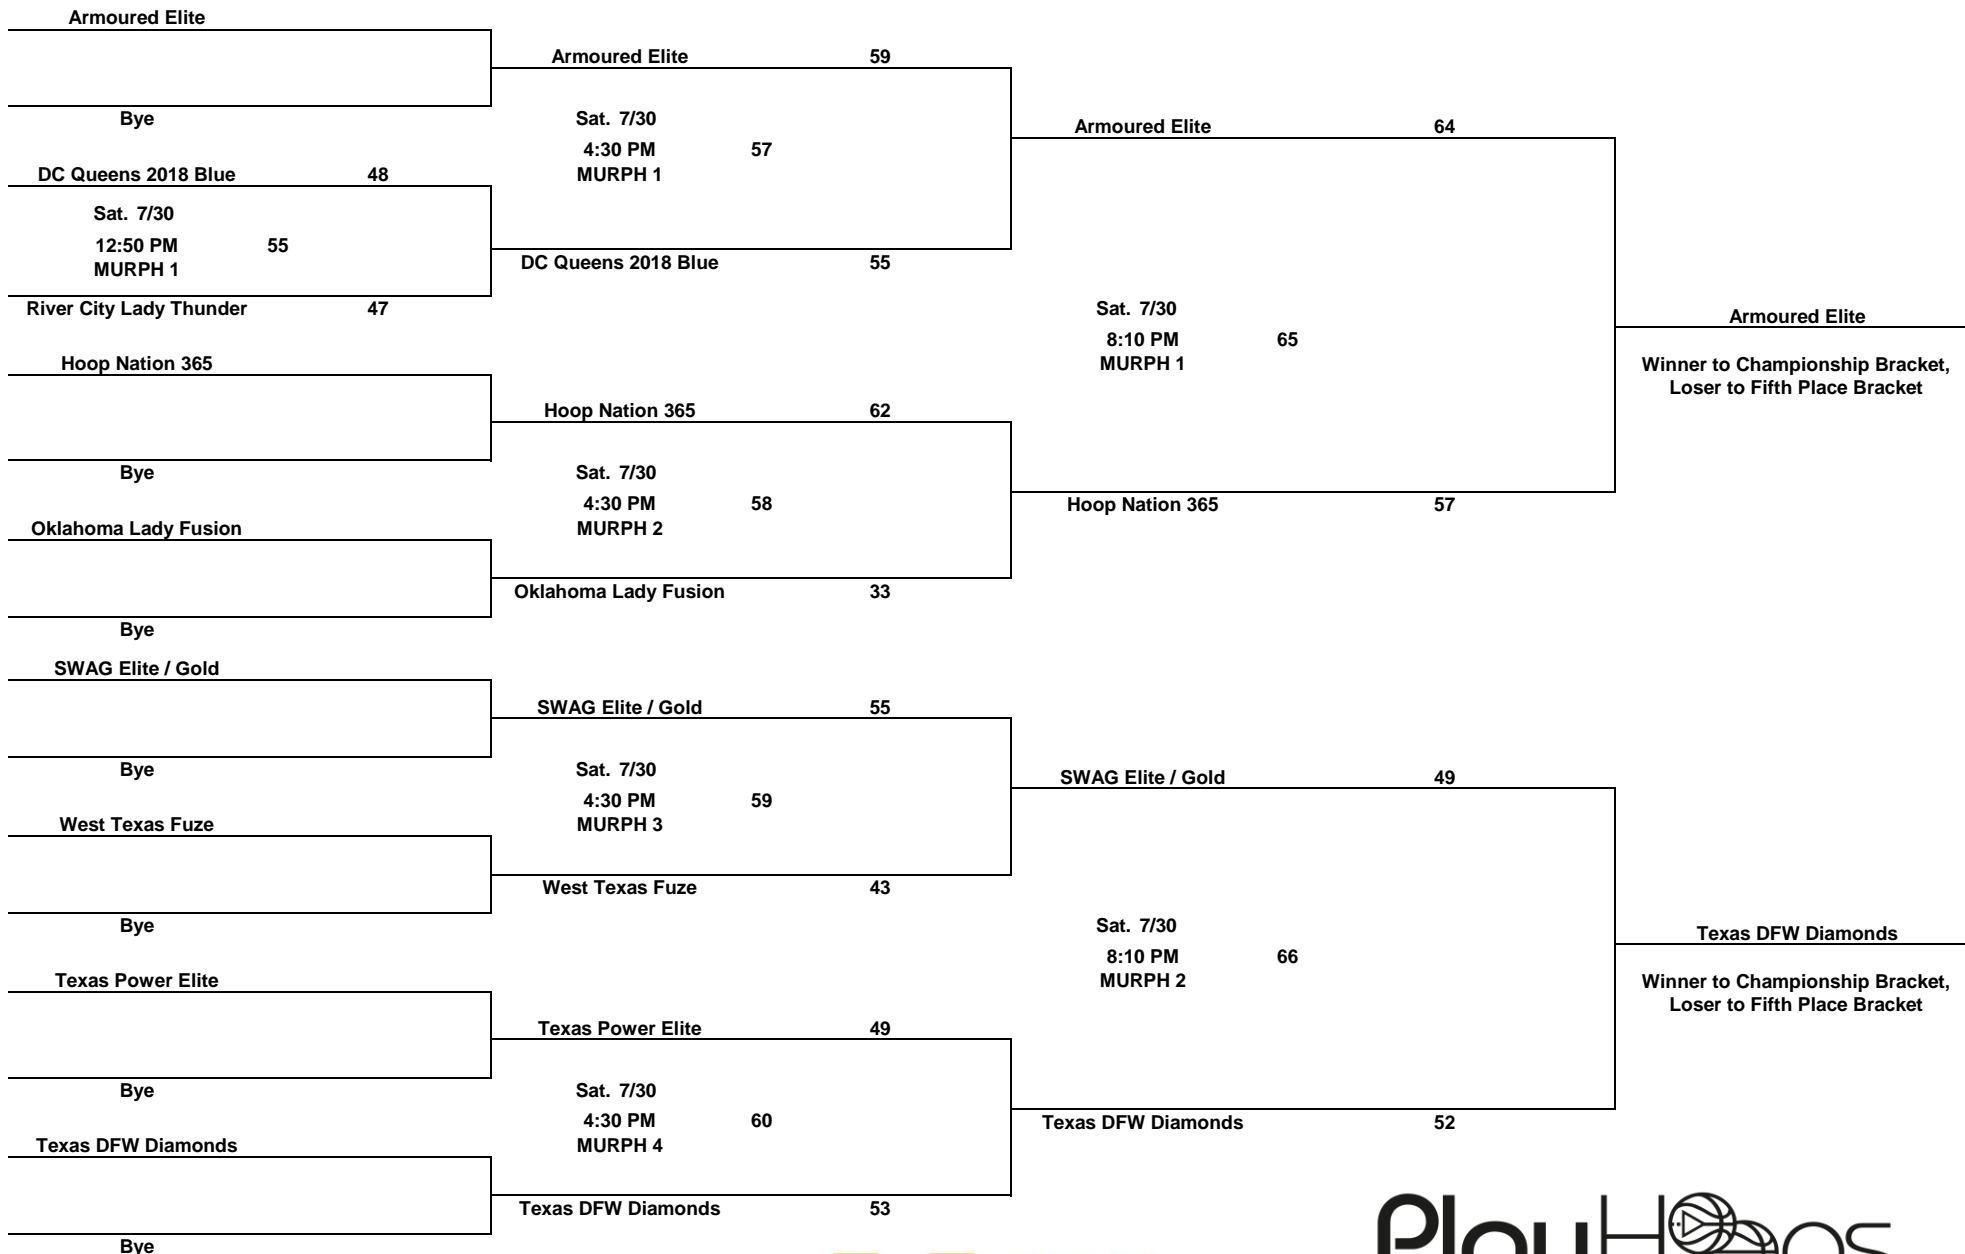 Armoured Elite
Armoured Elite 59
Bye
Sat. 7/30
Armoured Elite 64
4:30 PM 57
DC Queens 2018 Blue 48
MURPH 1
Sat. 7/30
12:50 PM 55
DC Queens 2018 Blue 55
MURPH 1
River City Lady Thunder 47
Sat. 7/30
Armoured Elite
8:10 PM 65
Hoop Nation 365
MURPH 1
Winner to Championship Bracket,
Loser to Fifth Place Bracket
Hoop Nation 365 62
Bye
Sat. 7/30
4:30 PM 58
Hoop Nation 365 57
Oklahoma Lady Fusion
MURPH 2
Oklahoma Lady Fusion 33
Bye
SWAG Elite / Gold
SWAG Elite / Gold 55
Bye
Sat. 7/30
SWAG Elite / Gold 49
4:30 PM 59
West Texas Fuze
MURPH 3
West Texas Fuze 43
Bye
Sat. 7/30
Texas DFW Diamonds
8:10 PM 66
Texas Power Elite
MURPH 2
Winner to Championship Bracket,
Loser to Fifth Place Bracket
Texas Power Elite 49
Bye
Sat. 7/30
4:30 PM 60
Texas DFW Diamonds 52
Texas DFW Diamonds
MURPH 4
Texas DFW Diamonds 53
PlayHoops
Bye